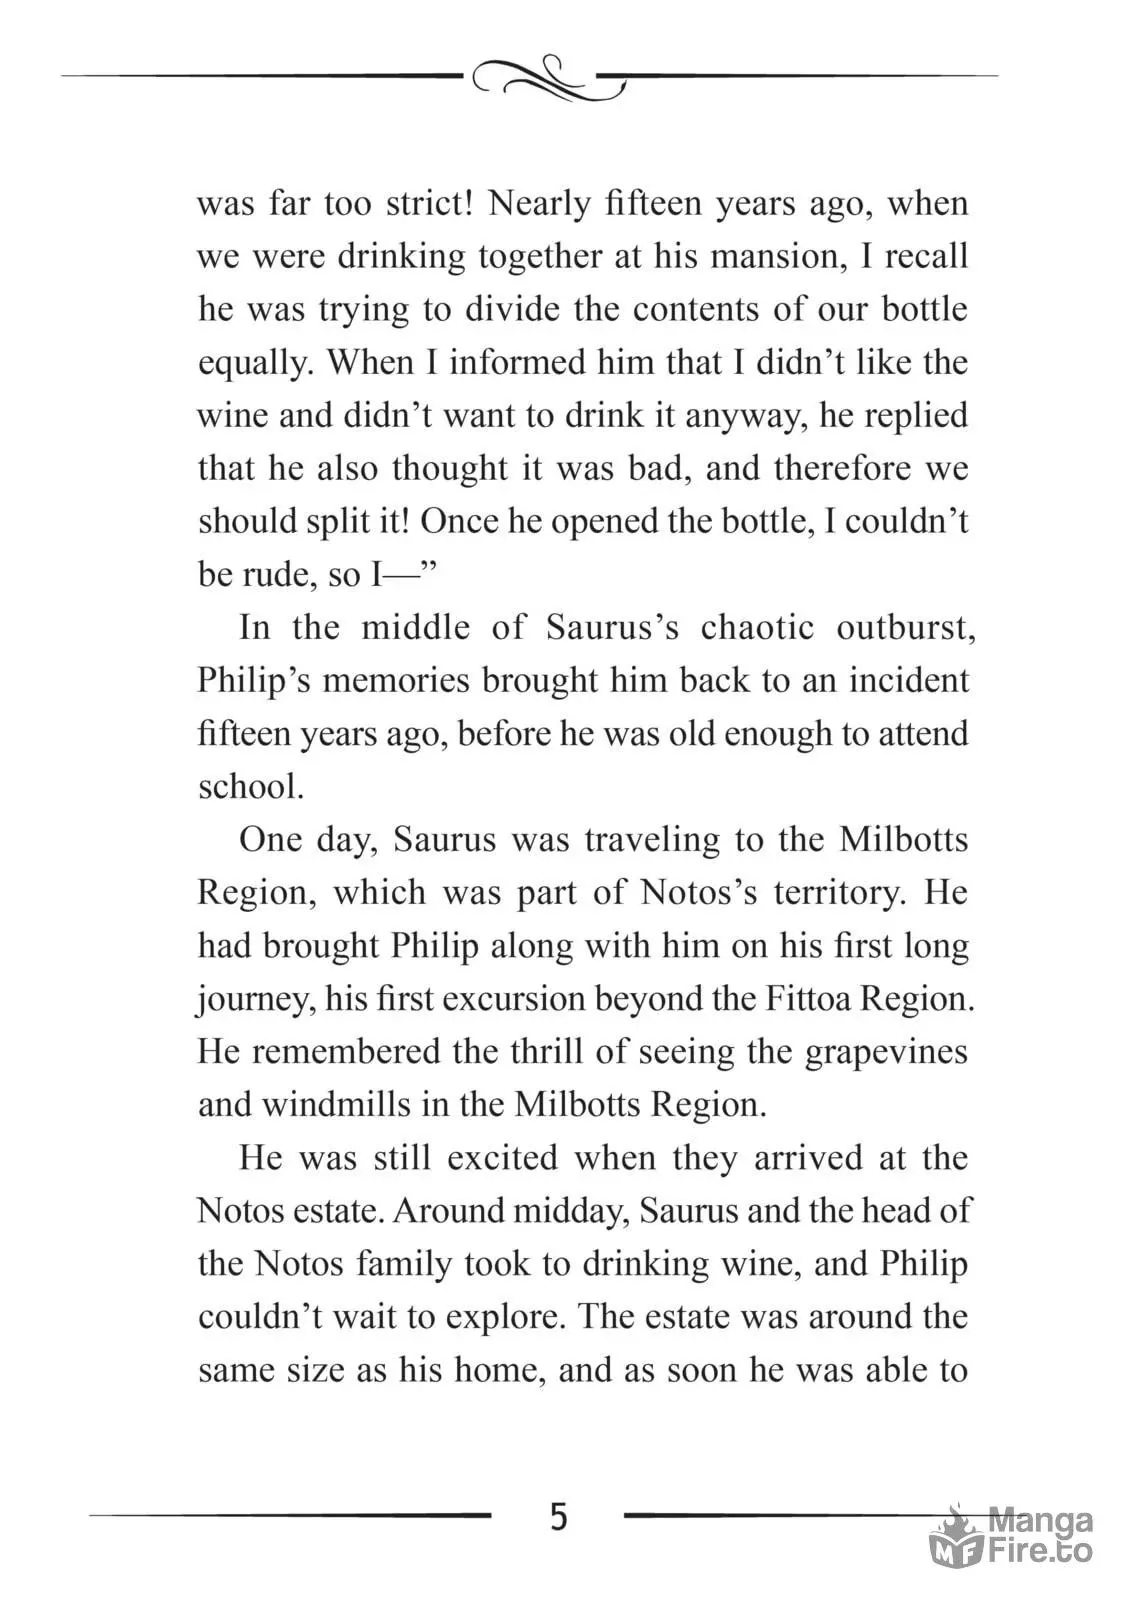 was far too strict! Nearly fifteen years ago, when
we were drinking together at his mansion, I recall
he was trying to divide the contents of our bottle
equally. When I informed him that I didn’t like the
wine and didn’t want to drink it anyway, he replied
that he also thought it was bad, and therefore we
should split it! Once he opened the bottle, I couldn’t
be rude, so I—”
In the middle of Saurus’s chaotic outburst,
Philip’s memories brought him back to an incident
fifteen years ago, before he was old enough to attend
school.
One day, Saurus was traveling to the Milbotts
Region, which was part of Notos’s territory. He
had brought Philip along with him on his first long
journey, his first excursion beyond the Fittoa Region.
He remembered the thrill of seeing the grapevines
and windmills in the Milbotts Region.
He was still excited when they arrived at the
Notos estate. Around midday, Saurus and the head of
the Notos family took to drinking wine, and Philip
couldn’t wait to explore. The estate was around the
same size as his home, and as soon he was able to
5
MF
Manga
Fire.to